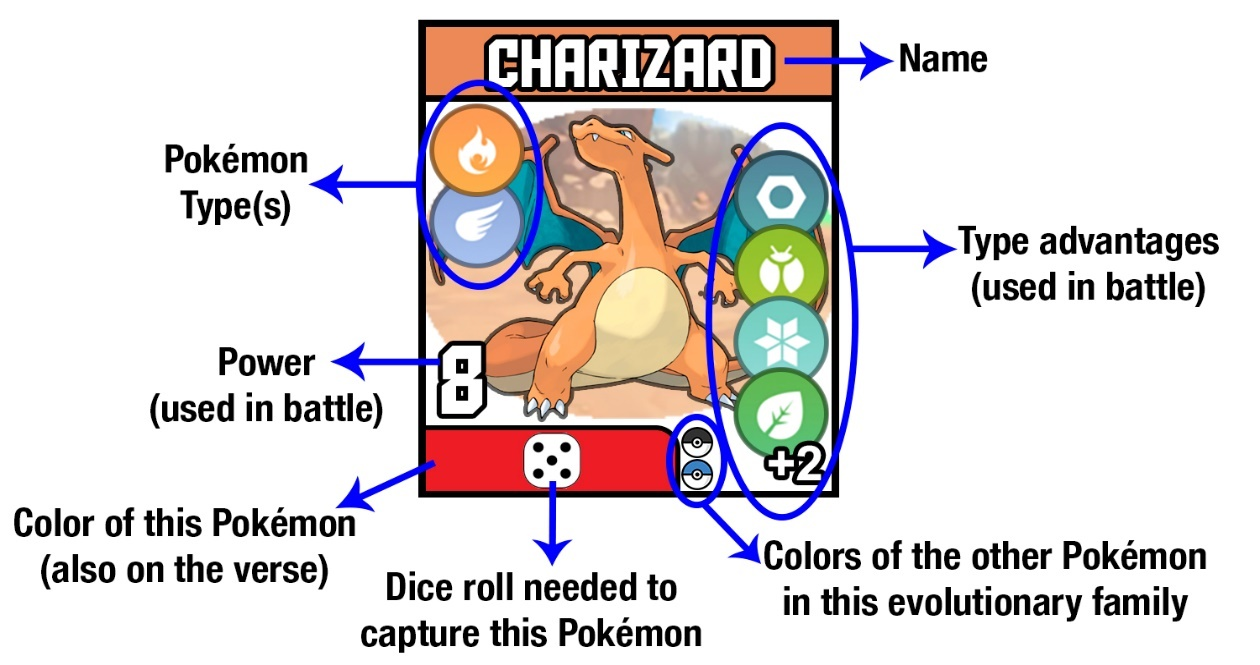 CHARIZARD
Name
Pokémon
Type(s)
Type advantages
(used in battle)
Power
(used in battle)
8
+2
Color of this Pokémon
(also on the verse)
Dice roll needed to
capture this Pokémon
Colors of the other Pokémon
in this evolutionary family